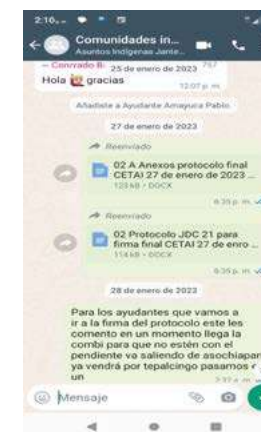 2:10
Comunidades in...
Asuntos Indigenas Jante...
~ Conrado B-
25 de enero de 2023
Hola gracias
12:07 p. m.
Añadiste a Ayudante Amayuca Pablo
27 de enero de 2023
Reenviado
02 A Anexos protocolo final
CETAI 27 de enero de 2023 ...
123 kB • DOCX
6:35 p. m.
Reenviado
02 Protocolo JDC 21 para
firma final CETAI 27 de enro ...
114 kB • DOCX
6:35 p. m.
28 de enero de 2023
Para los ayudantes que vamos a
ir a la firma del protocolo este les
comento en un momento llega la
combi para que no estén con el
pendiente va saliendo de asochiapan
ya vendrá por tepalcingo pasamos
un
Mensaje